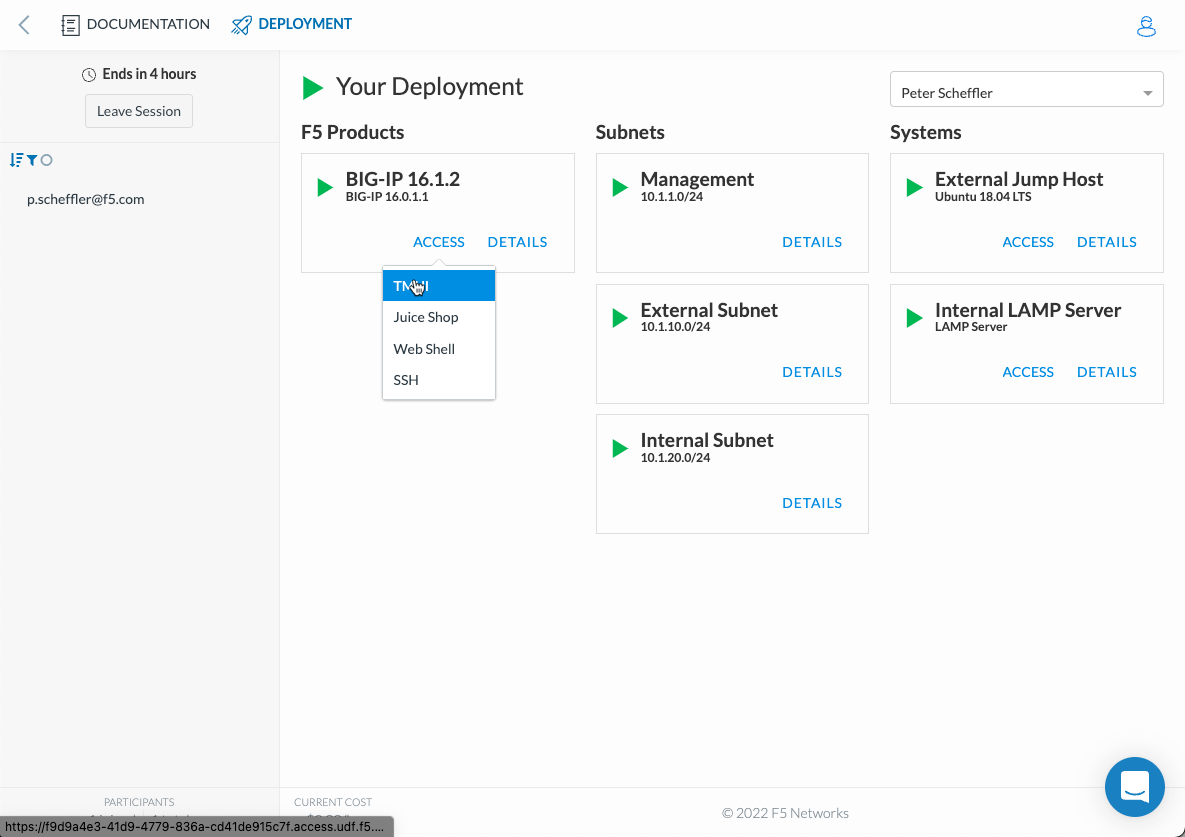 DOCUMENTATION
DEPLOYMENT
Ends in 4 hours
Leave Session
p.scheffler@f5.com
Your Deployment
Peter Scheffler
F5 Products
BIG-IP 16.1.2
BIG-IP 16.0.1.1
ACCESS DETAILS
Juice Shop
Web Shell
SSH
Subnets
Management
10.1.1.0/24
DETAILS
External Subnet
10.1.10.0/24
DETAILS
Internal Subnet
10.1.20.0/24
DETAILS
Systems
External Jump Host
Ubuntu 18.04 LTS
ACCESS DETAILS
Internal LAMP Server
LAMP Server
ACCESS DETAILS
PARTICIPANTS
CURRENT COST
© 2022 F5 Networks
https://f9d9a4e3-41d9-4779-836a-cd41de915c7f.access.udf.f5....